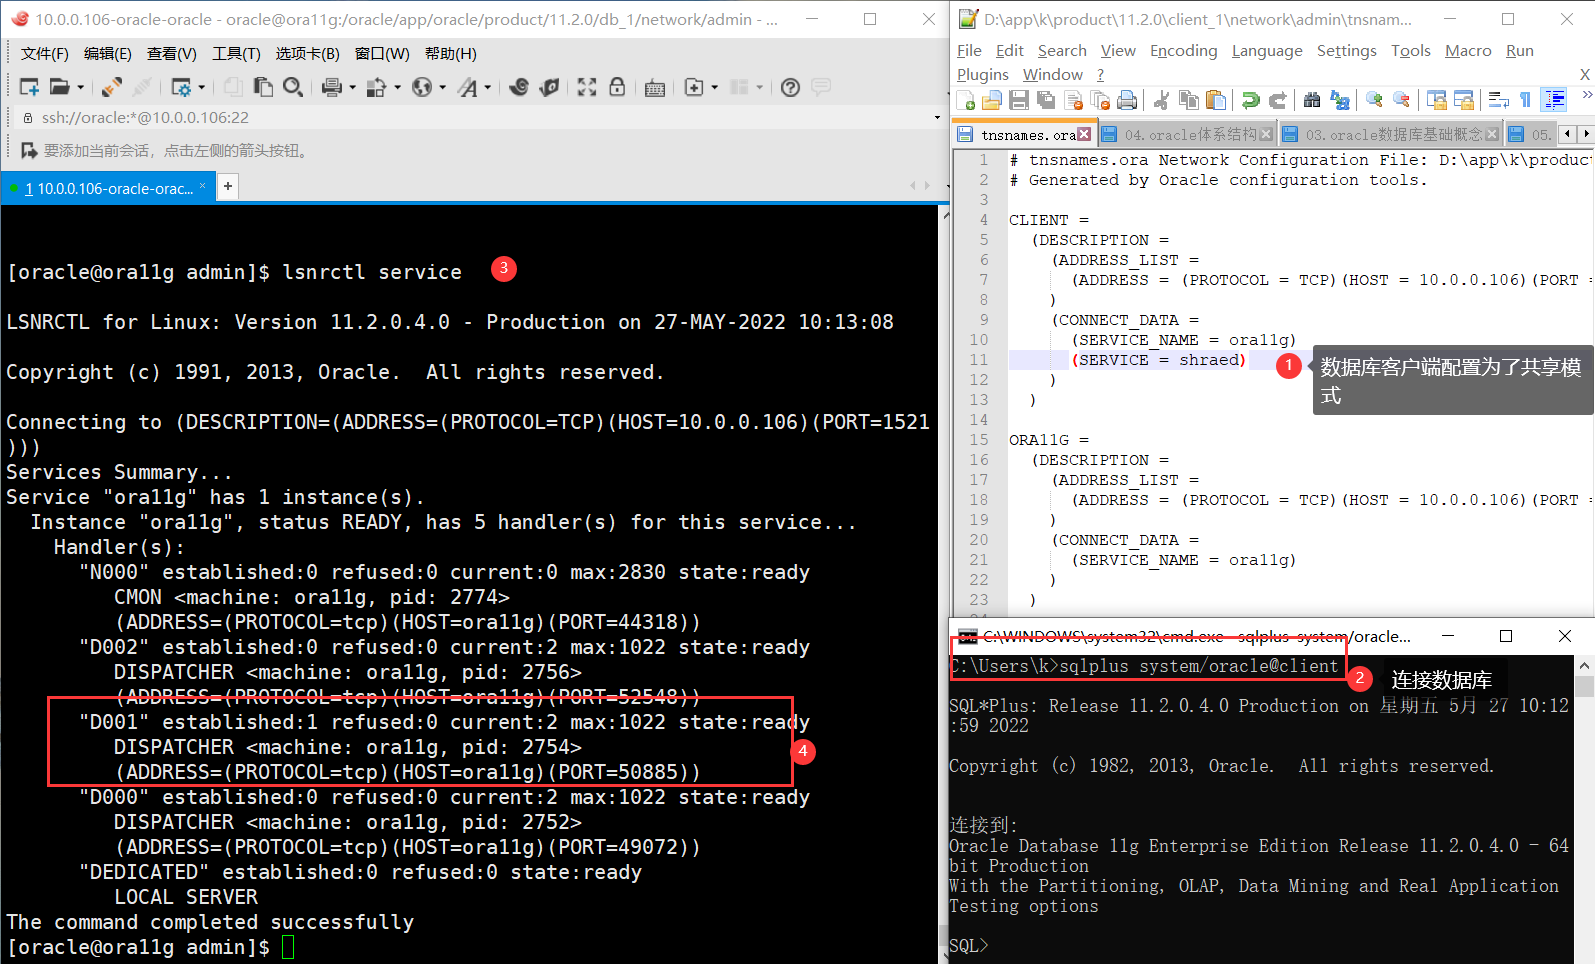 10.0.0.106-oracle-oracle - oracle@ora11g:/oracle/app/oracle/product/11.2.0/db_1/network/admin - ...
文件(F) 编辑(E) 查看(V) 工具(T) 选项卡(B) 窗口(W) 帮助(H)
ssh://oracle:*@10.0.0.106:22
要添加当前会话，点击左侧的箭头按钮。
1 10.0.0.106-oracle-orac...
[oracle@ora11g admin]$ lsnrctl service
3
LSNRCTL for Linux: Version 11.2.0.4.0 - Production on 27-MAY-2022 10:13:08
Copyright (c) 1991, 2013, Oracle.  All rights reserved.
Connecting to (DESCRIPTION=(ADDRESS=(PROTOCOL=TCP)(HOST=10.0.0.106)(PORT=1521
)))
Services Summary...
Service "ora11g" has 1 instance(s).
  Instance "ora11g", status READY, has 5 handler(s) for this service...
    Handler(s):
      "N000" established:0 refused:0 current:0 max:2830 state:ready
         CMON <machine: ora11g, pid: 2774>
         (ADDRESS=(PROTOCOL=tcp)(HOST=ora11g)(PORT=44318))
      "D002" established:0 refused:0 current:2 max:1022 state:ready
         DISPATCHER <machine: ora11g, pid: 2756>
         (ADDRESS=(PROTOCOL=tcp)(HOST=ora11g)(PORT=52548))
      "D001" established:1 refused:0 current:2 max:1022 state:ready
         DISPATCHER <machine: ora11g, pid: 2754>
4
         (ADDRESS=(PROTOCOL=tcp)(HOST=ora11g)(PORT=50885))
      "D000" established:0 refused:0 current:2 max:1022 state:ready
         DISPATCHER <machine: ora11g, pid: 2752>
         (ADDRESS=(PROTOCOL=tcp)(HOST=ora11g)(PORT=49072))
      "DEDICATED" established:0 refused:0 state:ready
         LOCAL SERVER
The command completed successfully
[oracle@ora11g admin]$
D:\app\k\product\11.2.0\client_1\network\admin\tnsnam...
File Edit Search View Encoding Language Settings Tools Macro Run
Plugins Window ? X
tnsnames.ora 04.oracle体系结构 03.oracle数据库基础概念 05.
1 # tnsnames.ora Network Configuration File: D:\app\k\product
2 # Generated by Oracle configuration tools.
3
4 CLIENT =
5   (DESCRIPTION =
6     (ADDRESS_LIST =
7       (ADDRESS = (PROTOCOL = TCP)(HOST = 10.0.0.106)(PORT =
8     )
9     (CONNECT_DATA =
10       (SERVICE_NAME = ora11g)
11       (SERVICE = shraed)
12     )
13   )
14
15 ORA11G =
16   (DESCRIPTION =
17     (ADDRESS_LIST =
18       (ADDRESS = (PROTOCOL = TCP)(HOST = 10.0.0.106)(PORT =
19     )
20     (CONNECT_DATA =
21       (SERVICE_NAME = ora11g)
22     )
23   )
1
数据库客户端配置为了共享模
式
C:\WINDOWS\system32\cmd.exe - sqlplus system/oracle...
C:\Users\k>sqlplus system/oracle@client
2
连接数据库
SQL*Plus: Release 11.2.0.4.0 Production on 星期五 5月 27 10:12
:59 2022
Copyright (c) 1982, 2013, Oracle.  All rights reserved.
连接到:
Oracle Database 11g Enterprise Edition Release 11.2.0.4.0 - 64
bit Production
With the Partitioning, OLAP, Data Mining and Real Application
Testing options
SQL>